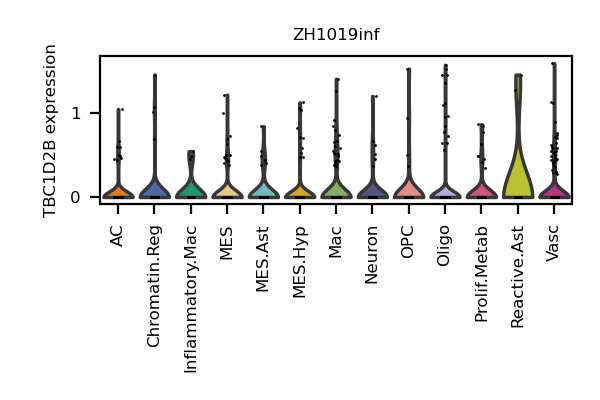 ZH1019inf
TBC1D2B expression
1
0
AC
Chromatin.Reg
Inflammatory.Mac
MES
MES.Ast
MES.Hyp
Mac
Neuron
OPC
Oligo
Prolif.Metab
Reactive.Ast
Vasc